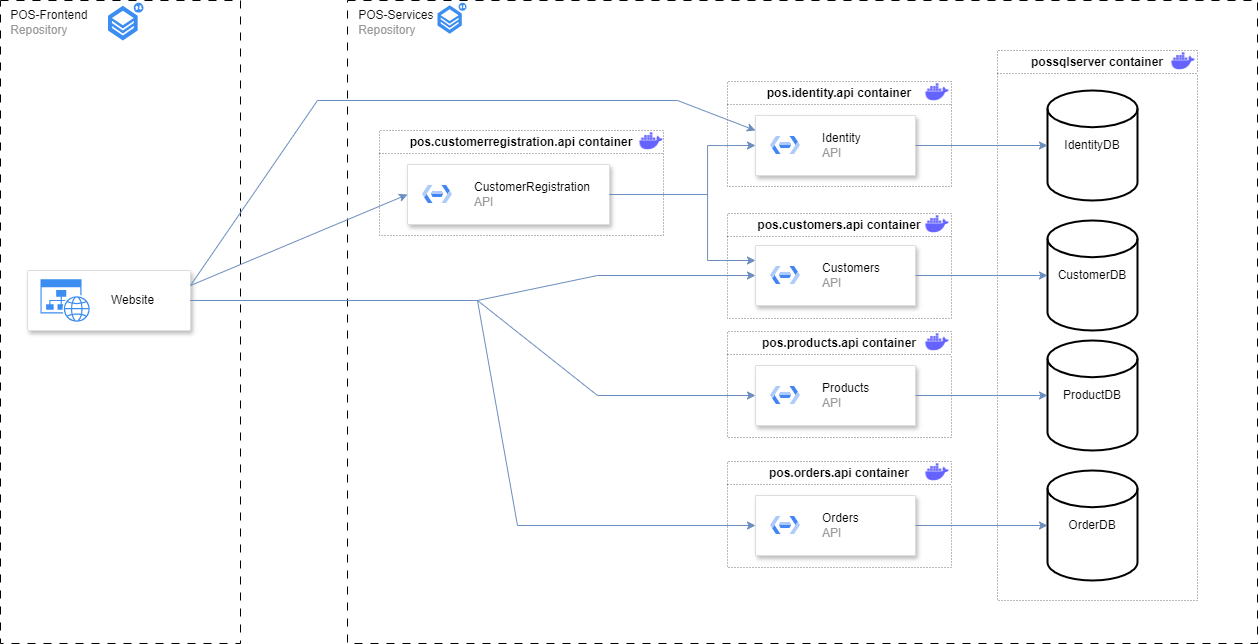 POS-Frontend
Repository
POS-Services
Repository
possqlserver container
pos.identity.api container
Identity
API
IdentityDB
pos.customerregistration.api container
CustomerRegistration
API
pos.customers.api container
Customers
API
CustomerDB
Website
pos.products.api container
Products
API
ProductDB
pos.orders.api container
Orders
API
OrderDB